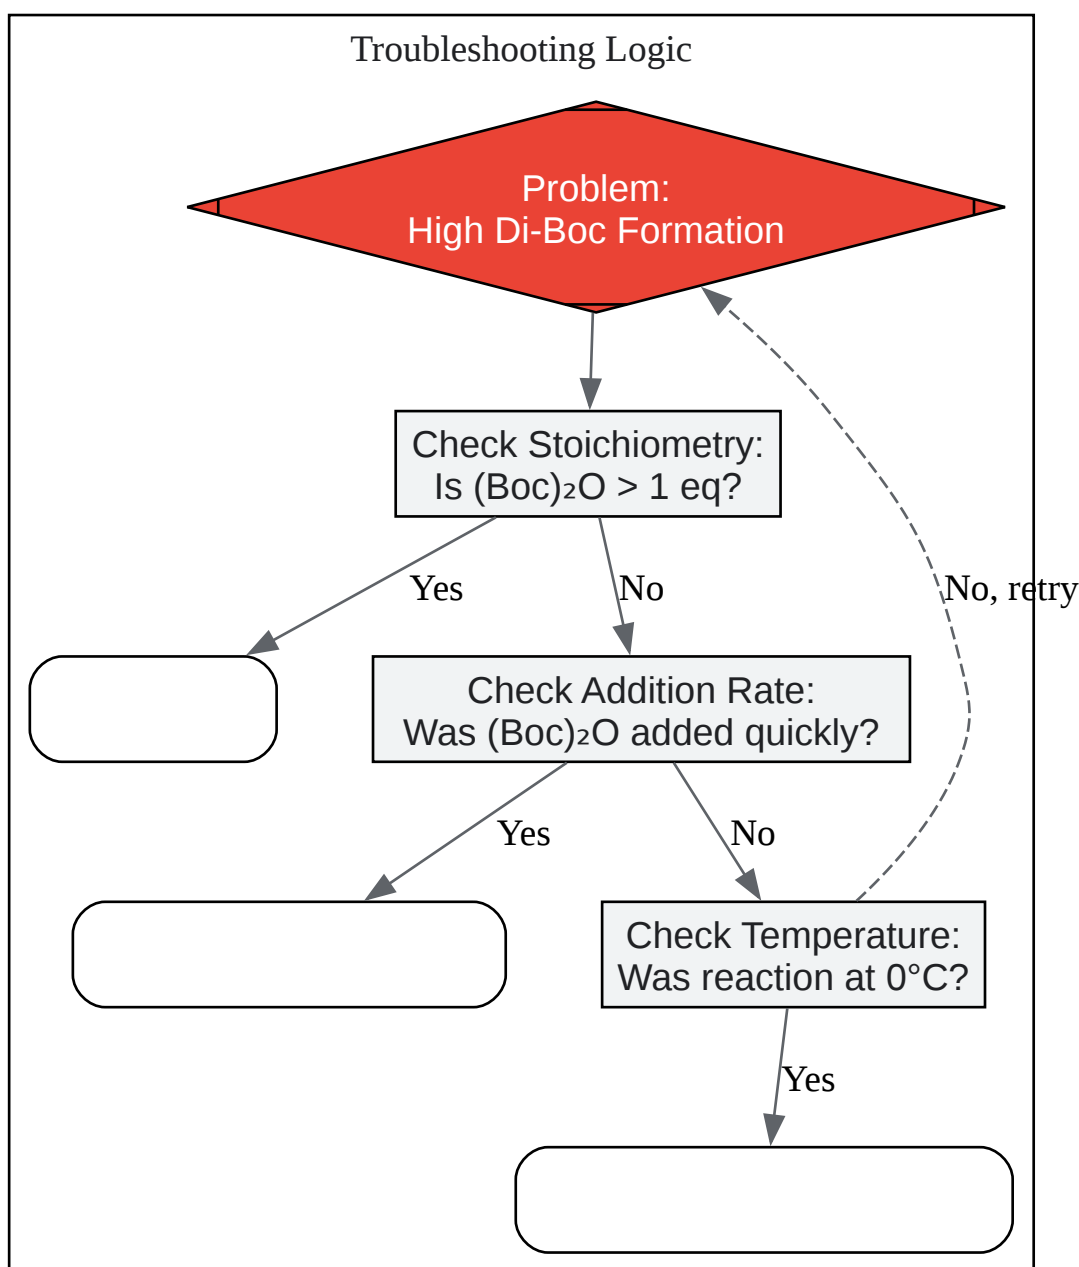 Troubleshooting Logic
Problem:
High Di-Boc Formation
Check Stoichiometry:
Is (Boc)₂O > 1 eq?
Yes
No
No, retry
Check Addition Rate:
Was (Boc)₂O added quickly?
Yes
No
Check Temperature:
Was reaction at 0°C?
Yes